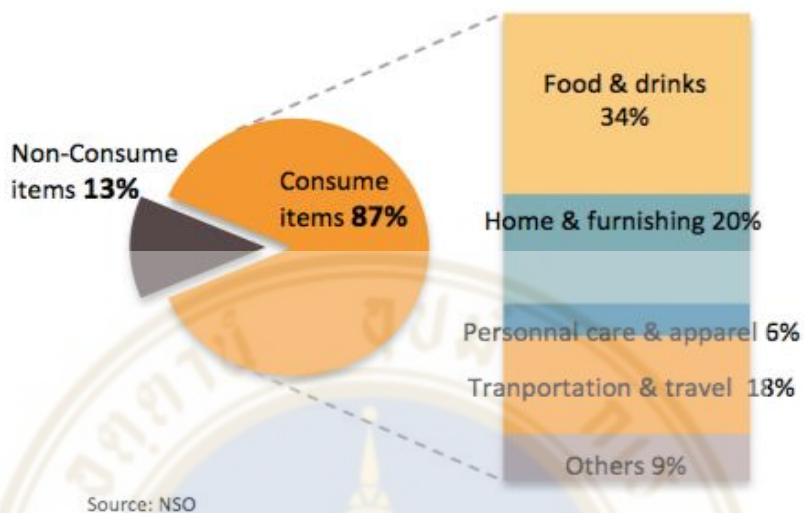 Non-Consume
items 13%
Consume
items 87%
Food & drinks
34%
Home & furnishing 20%
Personnal care & apparel 6%
Tranportation & travel 18%
Others 9%
Source: NSO